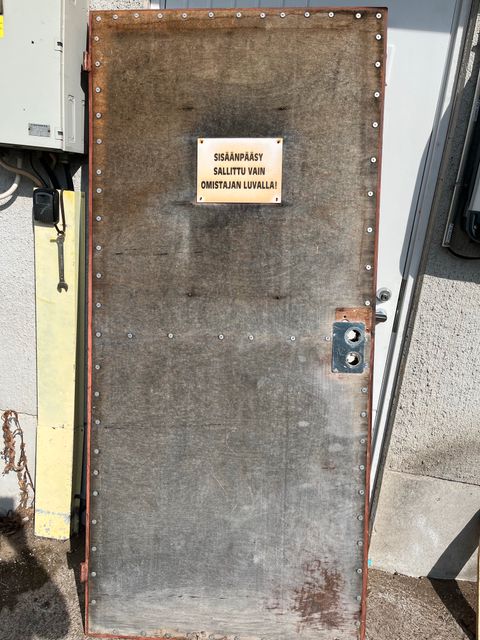 SISÄÄNPÄÄSY
SALLITTU VAIN
OMISTAJAN LUVALLA!